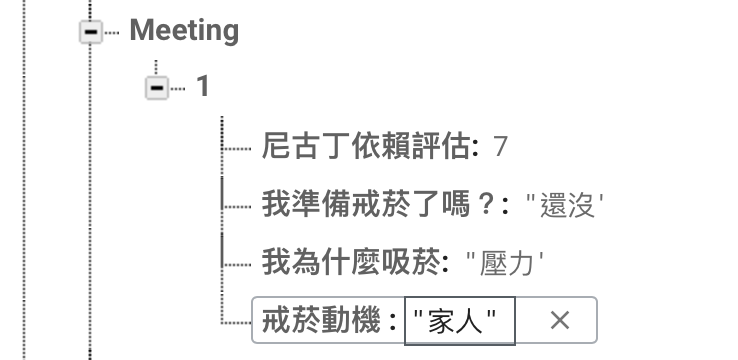 Meeting
1
尼古丁依賴評估: 7
我準備戒菸了嗎?: "還沒'
我為什麼吸菸: "壓力'
戒菸動機: "家人" ×